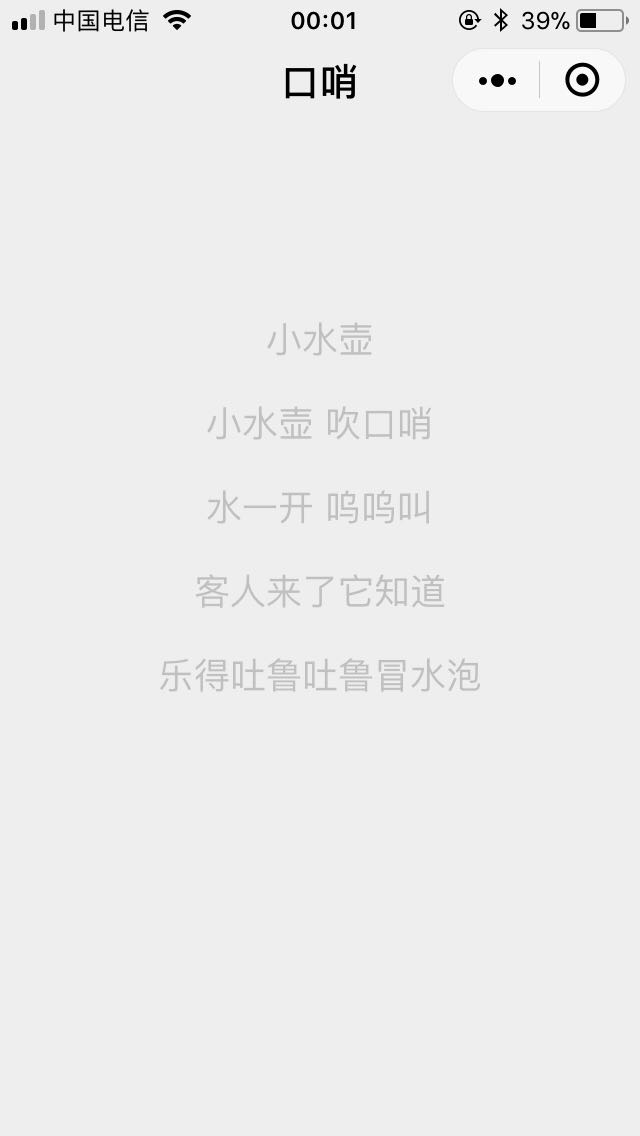 中国电信 00:01 39%
口哨
小水壶
小水壶 吹口哨
水一开 呜呜叫
客人来了它知道
乐得吐鲁吐鲁冒水泡